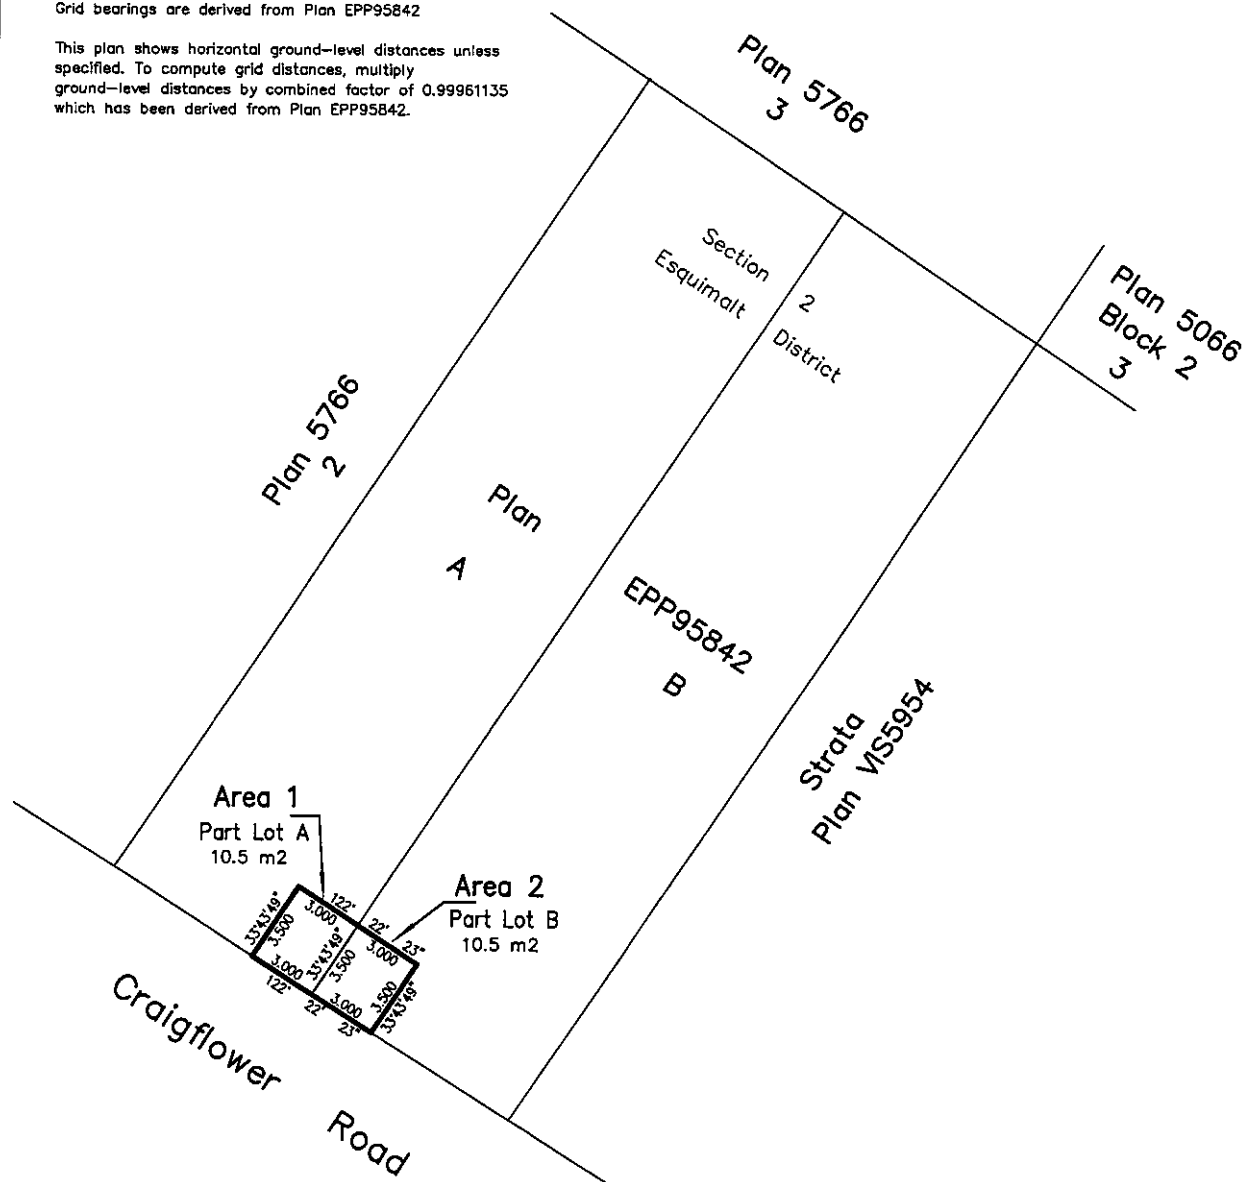 Grid bearings are derived from Plan EPP95842
This plan shows horizontal ground-level distances unless
specified. To compute grid distances, multiply
ground-level distances by combined factor of 0.99961135
which has been derived from Plan EPP95842.
Plan 5766
3
Section 2
Esquimalt District
Plan 5066
Block 2
3
Plan 5766
2
Plan EPP95842
A
B
Strata
Plan VIS5954
Area 1
Part Lot A
10.5 m2
Area 2
Part Lot B
10.5 m2
122° 22' 23"
3.000
3.000
33°43'49"
3.500
33°43'49"
3.500
3.500
33°43'49"
3.000
3.000
122° 22' 23"
Craigflower Road